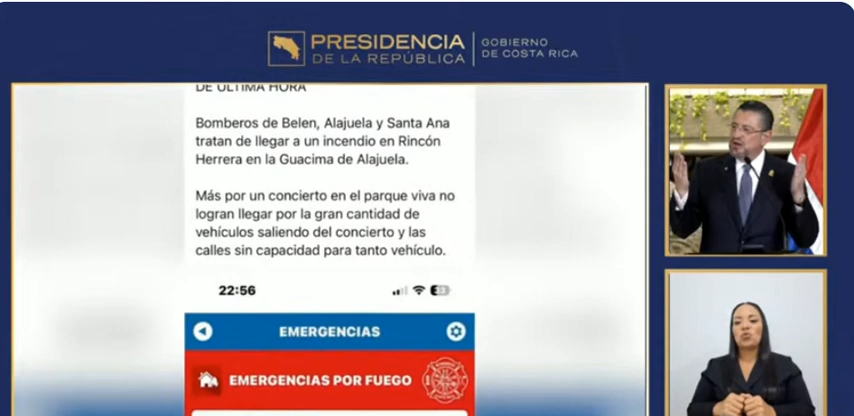 PRESIDENCIA
DE LA REPÚBLICA
GOBIERNO
DE COSTA RICA
DE ÚLTIMA HORA
Bomberos de Belen, Alajuela y Santa Ana
tratan de llegar a un incendio en Rincón
Herrera en la Guacima de Alajuela.
Más por un concierto en el parque viva no
logran llegar por la gran cantidad de
vehículos saliendo del concierto y las
calles sin capacidad para tanto vehículo.
22:56
EMERGENCIAS
EMERGENCIAS POR FUEGO